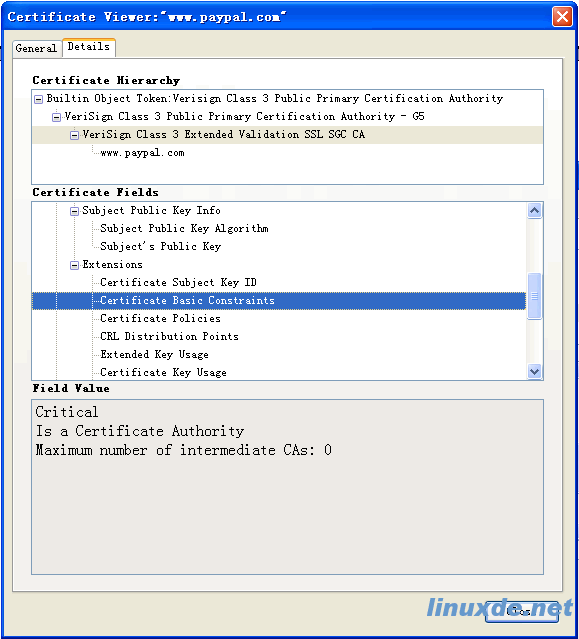 Certificate Viewer:"www.paypal.com"
General
Details
Certificate Hierarchy
Builtin Object Token:Verisign Class 3 Public Primary Certification Authority
VeriSign Class 3 Public Primary Certification Authority - G5
VeriSign Class 3 Extended Validation SSL SGC CA
www.paypal.com
Certificate Fields
Subject Public Key Info
Subject Public Key Algorithm
Subject's Public Key
Extensions
Certificate Subject Key ID
Certificate Basic Constraints
Certificate Policies
CRL Distribution Points
Extended Key Usage
Certificate Key Usage
Field Value
Critical
Is a Certificate Authority
Maximum number of intermediate CAs: 0